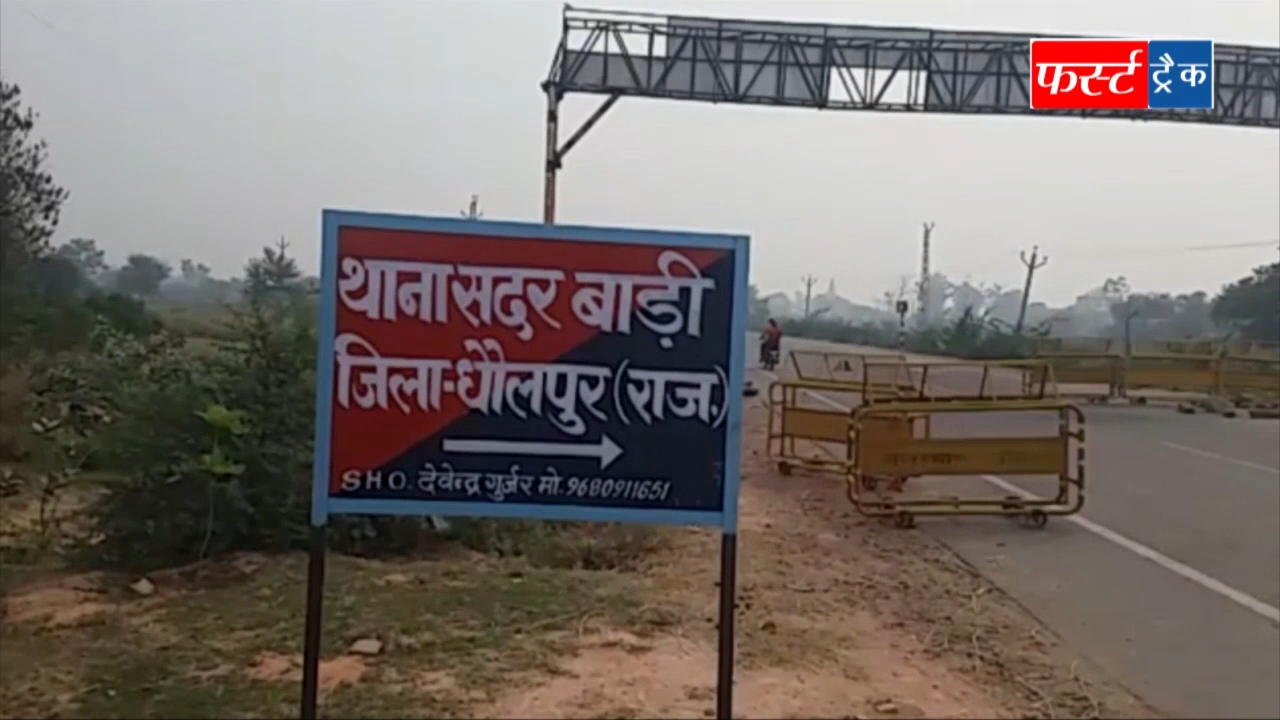 फर्स्ट ट्रैक
थाना सदर बाड़ी
जिला-धौलपुर (राज.)
SHO. देवेन्द्र गुर्जर मो. 9680911651